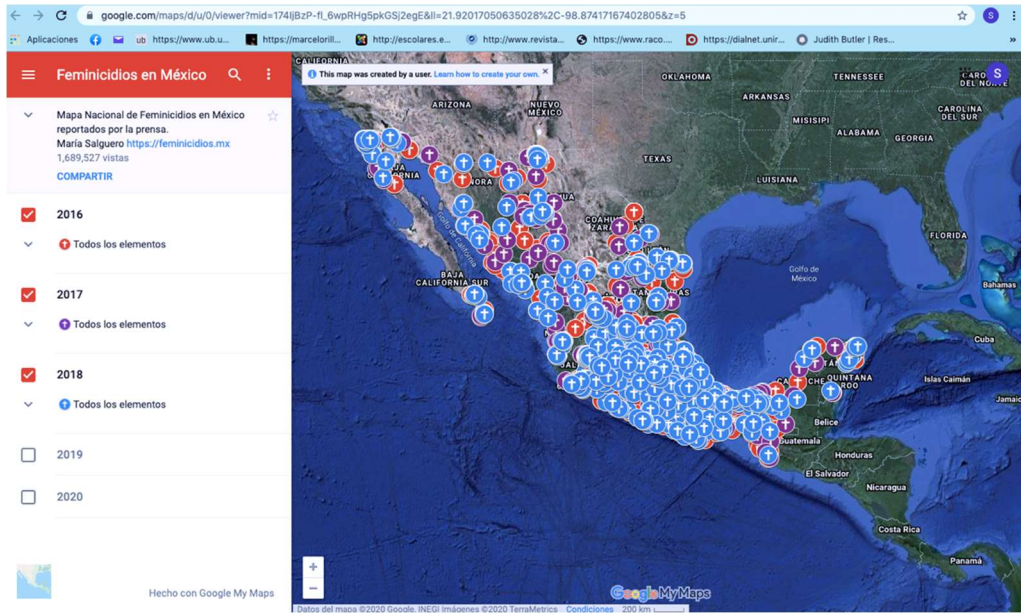 google.com/maps/d/u/0/viewer?mid=174IjBzP-fl_6wpRHg5pkGSj2egE&ll=21.92017050635028%2C-98.87417167402805&z=5
S
Aplicaciones
ub https://www.ub.u...
https://marcelorill...
http://escolares.e...
http://www.revista...
https://www.raco....
https://dialnet.unir...
Judith Butler | Res...
»
Feminicidios en México
Mapa Nacional de Feminicidios en México
reportados por la prensa.
María Salguero https://feminicidios.mx
1,689,527 vistas
COMPARTIR
2016
Todos los elementos
2017
Todos los elementos
2018
Todos los elementos
2019
2020
Hecho con Google My Maps
This map was created by a user. Learn how to create your own.
S
CALIFORNIA
ARIZONA
NUEVO
MÉXICO
OKLAHOMA
ARKANSAS
TENNESSEE
CAROLINA
DEL SUR
MISISIPI
ALABAMA
GEORGIA
TEXAS
LUISIANA
FLORIDA
Golfo de California
BAJA
CALIFORNIA SUR
Golfo de
México
Bahamas
Cuba
Islas Caimán
QUINTANA
ROO
Belice
Guatemala
Honduras
El Salvador
Nicaragua
Costa Rica
Panamá
+
−
Google My Maps
Datos del mapa ©2020 Google, INEGI Imágenes ©2020 TerraMetrics
Condiciones
200 km